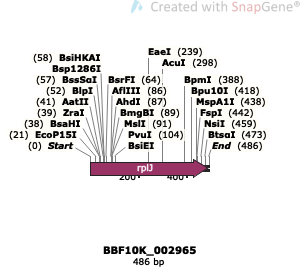 Created with SnapGene®
EaeI (239)
(58) BsiHKAI AcuI (298)
Bsp1286I
(57) BssSαI BsrFI (64) BpmI (388)
(52) BlpI AflIII (86) Bpu10I (418)
(41) AatII AhdI (87) MspA1I (438)
(39) ZraI BmgBI (89) FspI (442)
(38) BsaHI MslI (91) NsiI (459)
(21) EcoP15I PvuI (104) BtsαI (473)
(0) Start BsiEI End (486)
rplJ
200 400
BBF10K_002965
486 bp